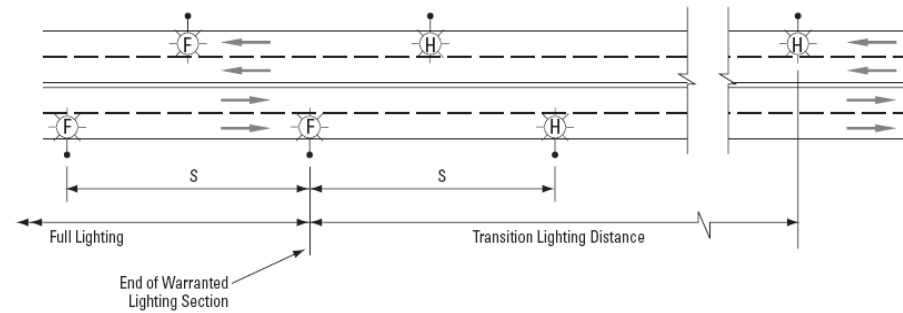 F H H
F F H
S S
Full Lighting Transition Lighting Distance
End of Warranted
Lighting Section